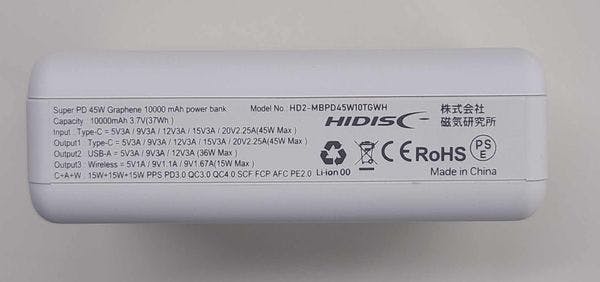 Super PD 45W Graphene 10000 mAh power bank
Capacity : 10000mAh 3.7V(37Wh)
Input : Type-C = 5V3A / 9V3A / 12V3A / 15V3A / 20V2.25A(45W Max)
Output1 : Type-C = 5V3A / 9V3A / 12V3A / 15V3A / 20V2.25A(45W Max)
Output2 : USB-A = 5V3A / 9V3A / 12V3A (36W Max)
Output3 : Wireless = 5V1A / 9V1.1A / 9V1.67A(15W Max)
C+A+W : 15W+15W+15W PPS PD3.0 QC3.0 QC4.0 SCF FCP AFC PE2.0
Model No : HD2-MBPD45W10TGWH
HIDISC
株式会社
磁気研究所
Li-ion 00
CE RoHS
PS
E
Made in China